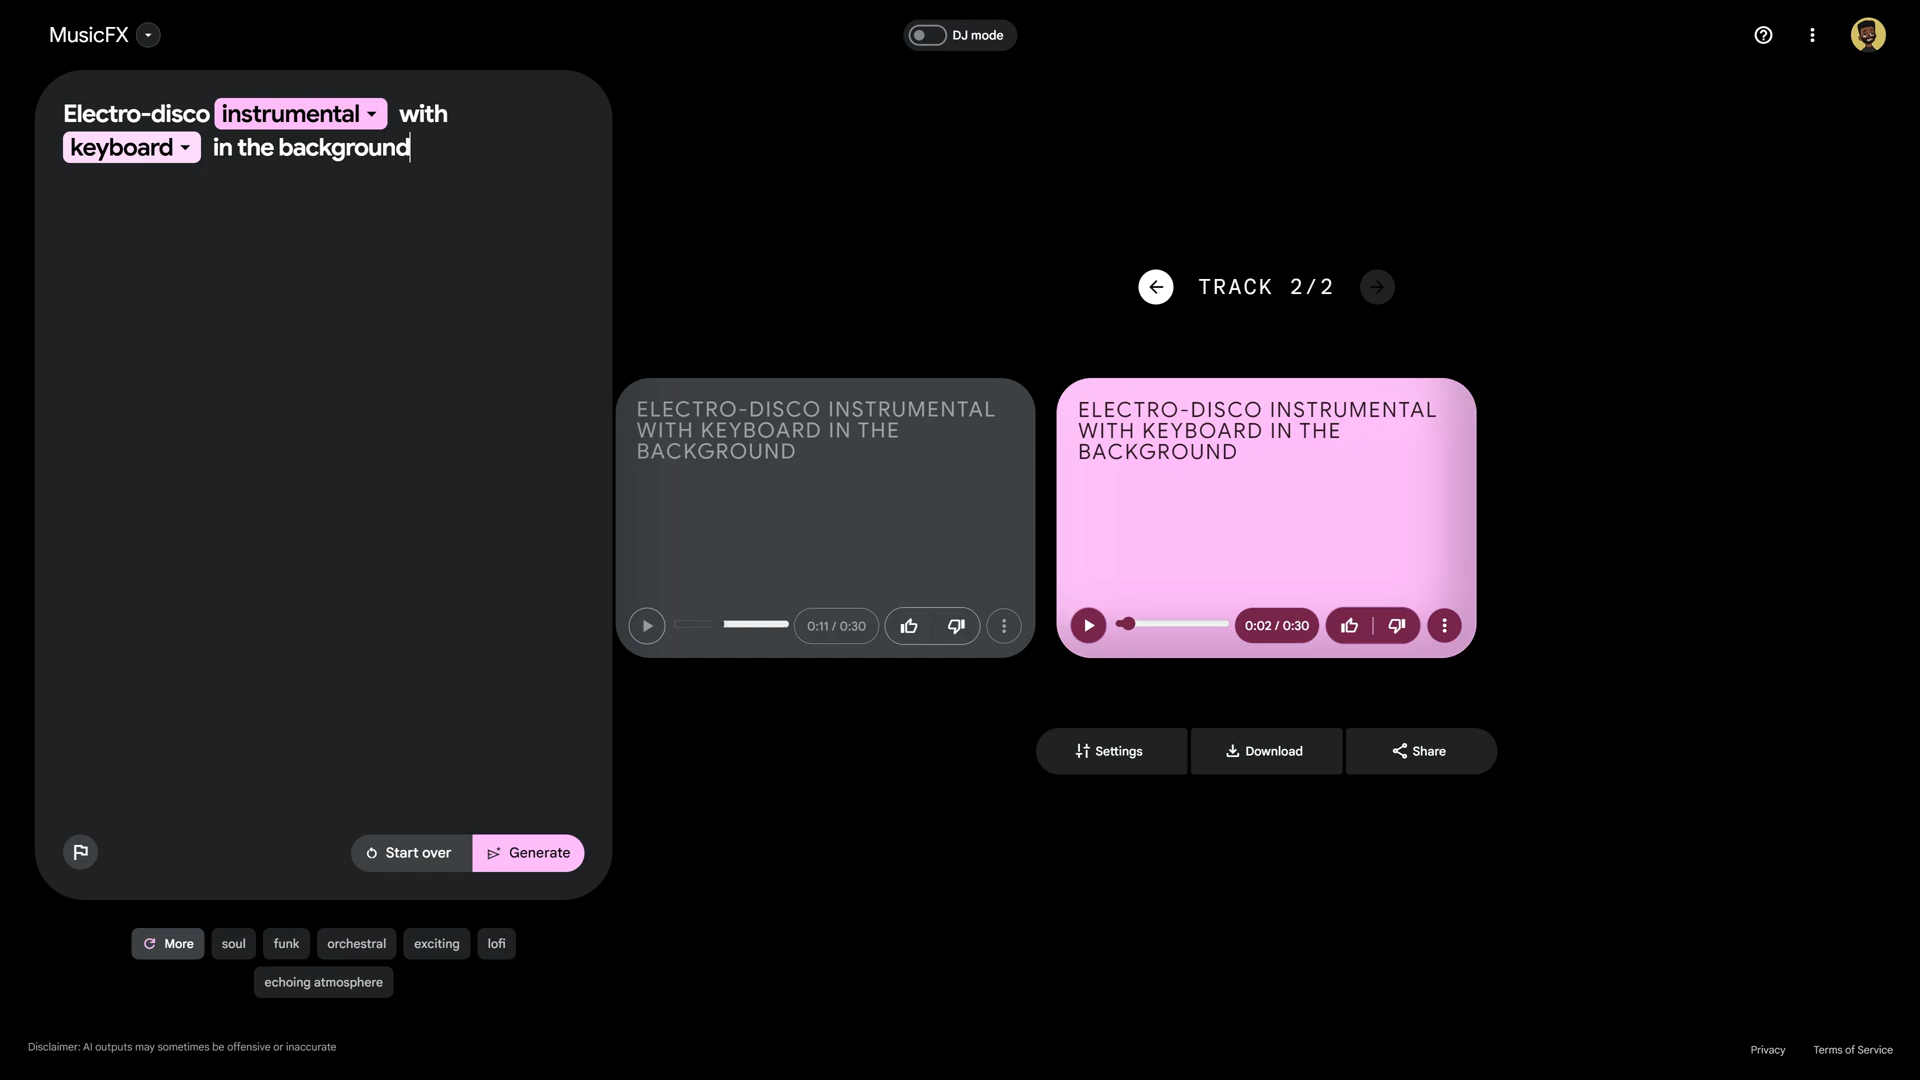 MusicFX
DJ mode
Electro-disco instrumental with
keyboard in the background
TRACK 2/2
ELECTRO-DISCO INSTRUMENTAL
WITH KEYBOARD IN THE
BACKGROUND
0:11 / 0:30
ELECTRO-DISCO INSTRUMENTAL
WITH KEYBOARD IN THE
BACKGROUND
0:02 / 0:30
Settings
Download
Share
Start over
Generate
More
soul
funk
orchestral
exciting
lofi
echoing atmosphere
Disclaimer: AI outputs may sometimes be offensive or inaccurate
Privacy
Terms of Service